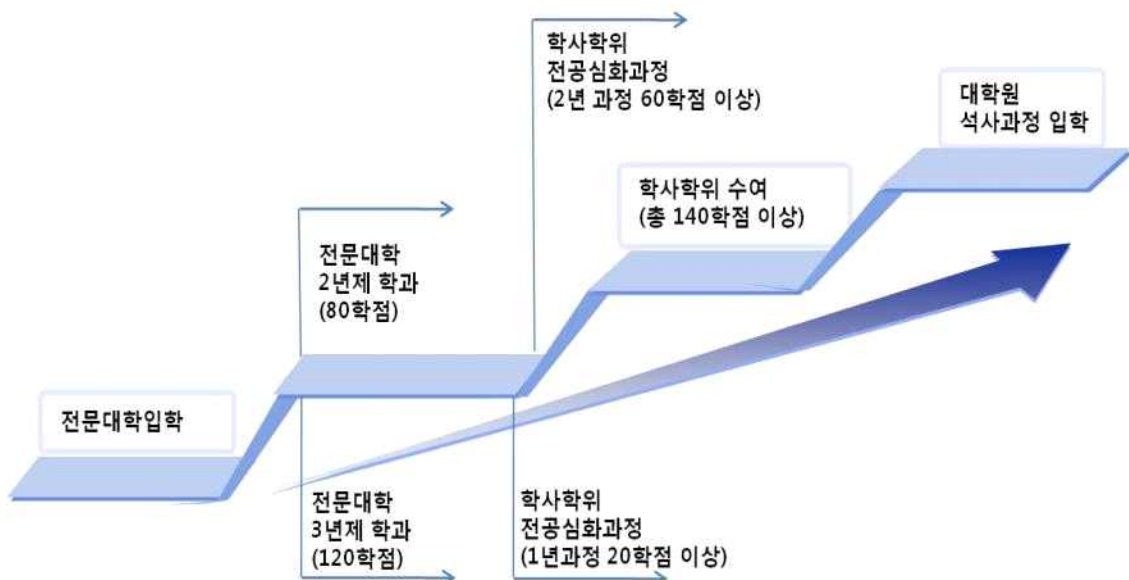 학사학위
전공심화과정
(2년 과정 60학점 이상)
대학원
석사과정 입학
학사학위 수여
(총 140학점 이상)
전문대학
2년제 학과
(80학점)
전문대학입학
전문대학
3년제 학과
(120학점)
학사학위
전공심화과정
(1년과정 20학점 이상)